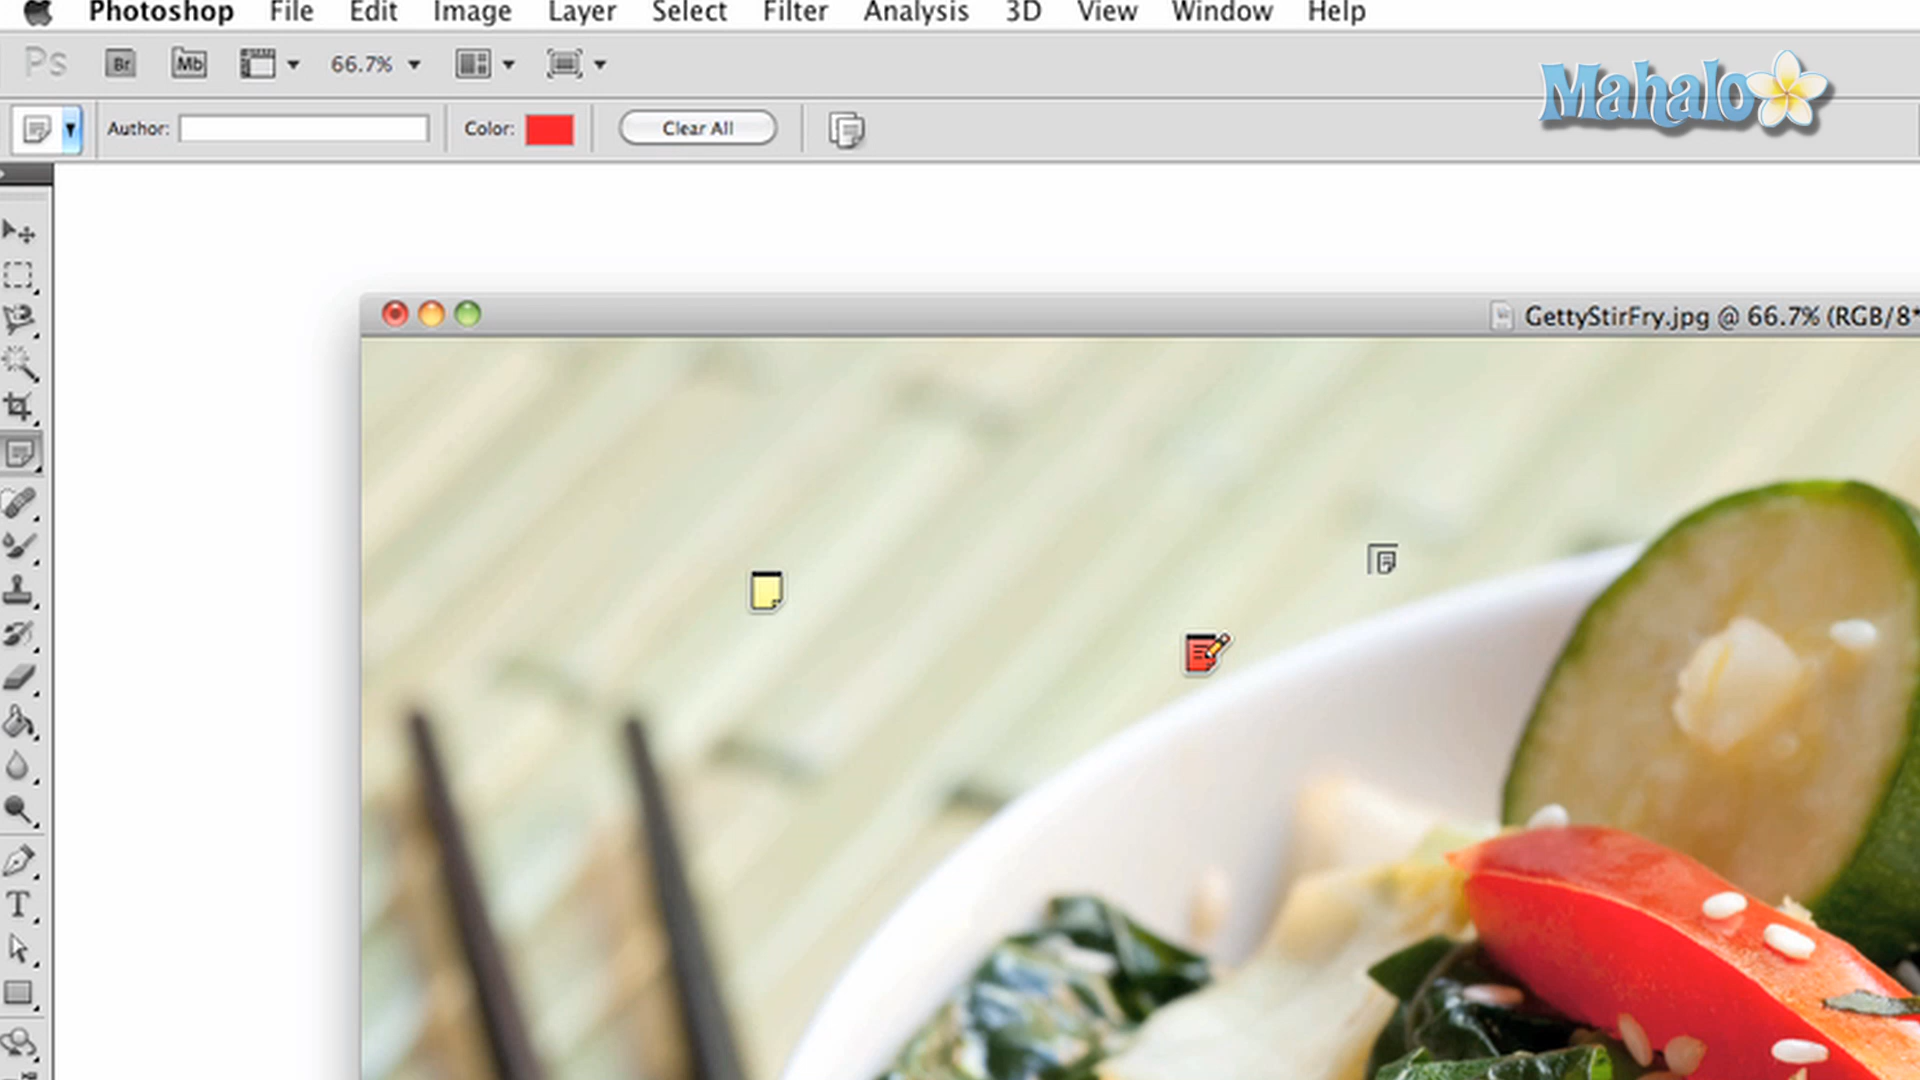 Photoshop File Edit Image Layer Select Filter Analysis 3D View Window Help
Ps Br Mb 66.7%
Mahalo
Author: Color: Clear All
GettyStirFry.jpg @ 66.7% (RGB/8*
T